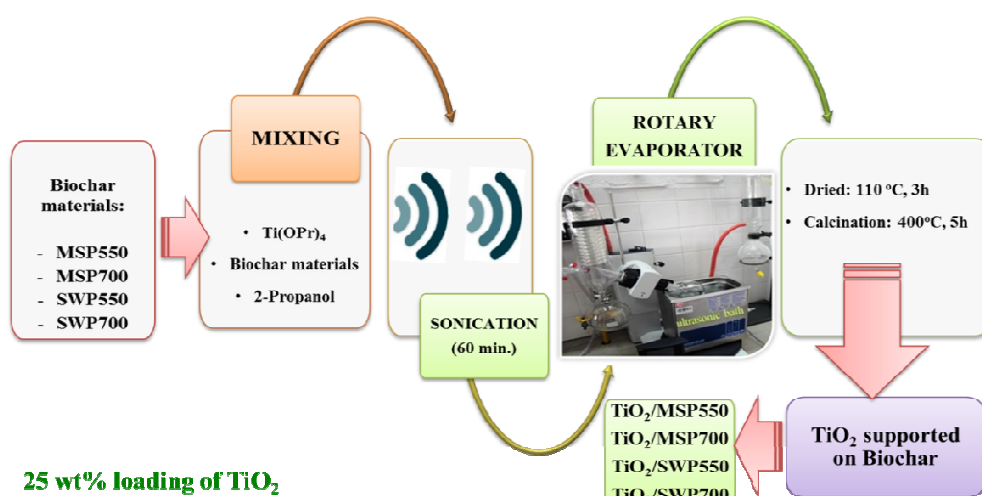 Biochar
materials:
- MSP550
- MSP700
- SWP550
- SWP700
MIXING
• Ti(OPr)₄
• Biochar materials
• 2-Propanol
SONICATION
(60 min.)
ROTARY
EVAPORATOR
ultrasonic bath
• Dried: 110 °C, 3h
• Calcination: 400°C, 5h
TiO₂ supported
on Biochar
TiO₂/MSP550
TiO₂/MSP700
TiO₂/SWP550
TiO₂/SWP700
25 wt% loading of TiO₂